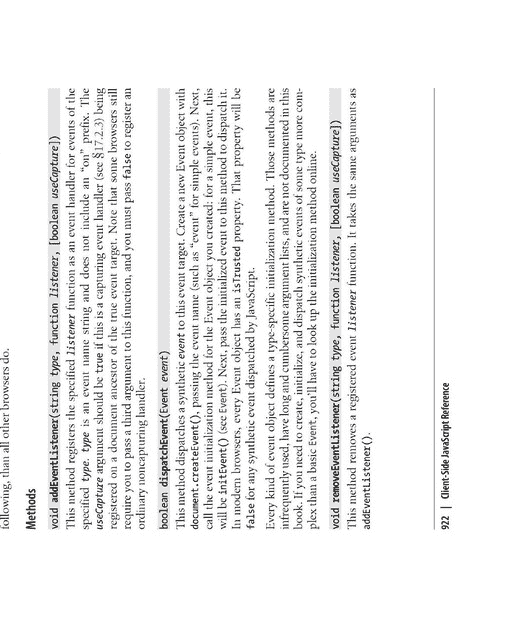 following, than all other browsers do.
Methods
void addEventListener(string type, function listener, [boolean useCapture])
This method registers the specified listener function as an event handler for events of the
specified type. type is an event name string and does not include an “on” prefix. The
useCapture argument should be true if this is a capturing event handler (see §17.2.3) being
registered on a document ancestor of the true event target. Note that some browsers still
require you to pass a third argument to this function, and you must pass false to register an
ordinary noncapturing handler.
boolean dispatchEvent(Event event)
This method dispatches a synthetic event to this event target. Create a new Event object with
document.createEvent(), passing the event name (such as “event” for simple events). Next,
call the event initialization method for the Event object you created: for a simple event, this
will be initEvent() (see Event). Next, pass the initialized event to this method to dispatch it.
In modern browsers, every Event object has an isTrusted property. That property will be
false for any synthetic event dispatched by JavaScript.
Every kind of event object defines a type-specific initialization method. Those methods are
infrequently used, have long and cumbersome argument lists, and are not documented in this
book. If you need to create, initialize, and dispatch synthetic events of some type more com-
plex than a basic Event, you’ll have to look up the initialization method online.
void removeEventListener(string type, function listener, [boolean useCapture])
This method removes a registered event listener function. It takes the same arguments as
addEventListener().
922 | Client-Side JavaScript Reference